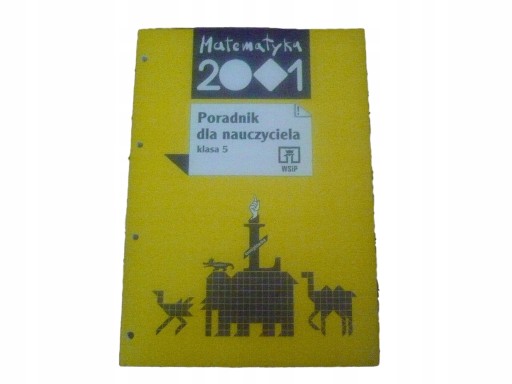 Matematyka
2001
Poradnik
dla nauczyciela
klasa 5
WSiP